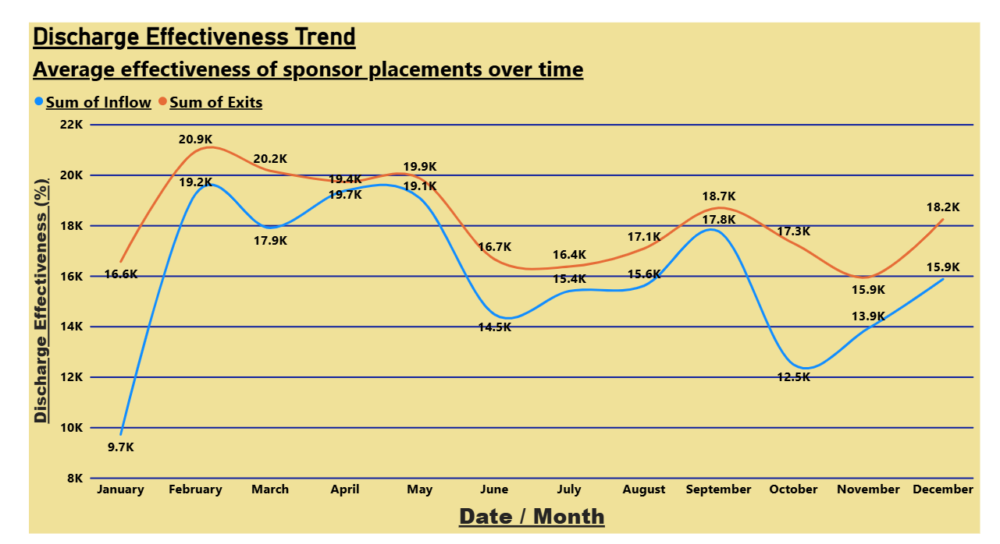 Discharge Effectiveness Trend
Average effectiveness of sponsor placements over time
Sum of Inflow Sum of Exits
Discharge Effectiveness (%)
22K
20K
18K
16K
14K
12K
10K
8K
16.6K
20.9K
20.2K
19.4K
19.9K
16.7K
16.4K
17.1K
18.7K
17.3K
15.9K
18.2K
9.7K
19.2K
17.9K
19.7K
19.1K
14.5K
15.4K
15.6K
17.8K
12.5K
13.9K
15.9K
January February March April May June July August September October November December
Date / Month